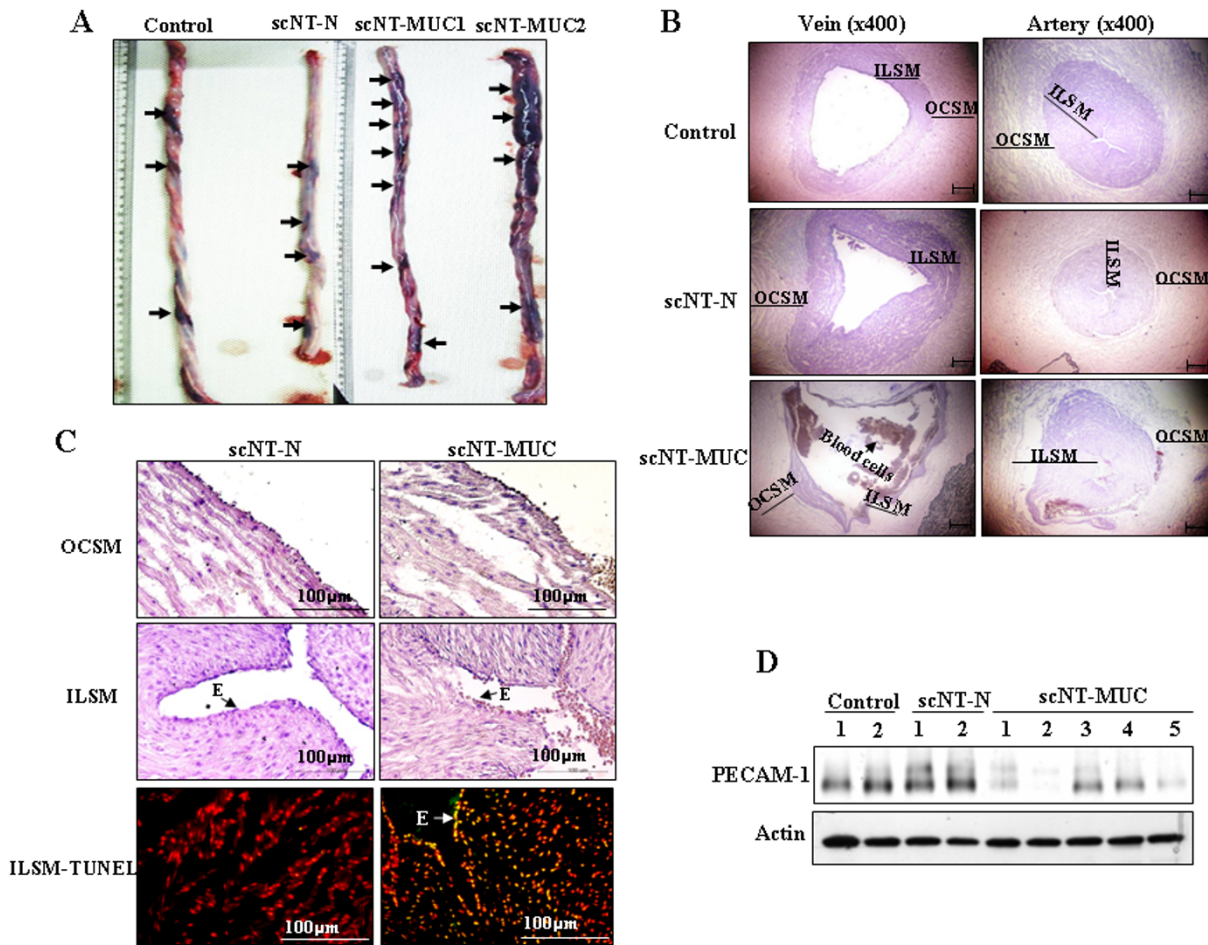 A
Control
scNT-N
scNT-MUC1
scNT-MUC2
B
Vein (x400)
Artery (x400)
Control
ILSM
OCSM
ILSM
OCSM
scNT-N
ILSM
OCSM
ILSM
OCSM
scNT-MUC
Blood cells
OCSM
ILSM
OCSM
ILSM
C
scNT-N
scNT-MUC
OCSM
100μm
100μm
ILSM
E
100μm
E
100μm
ILSM-TUNEL
100μm
E
100μm
D
Control
scNT-N
scNT-MUC
1 2 1 2 1 2 3 4 5
PECAM-1
Actin